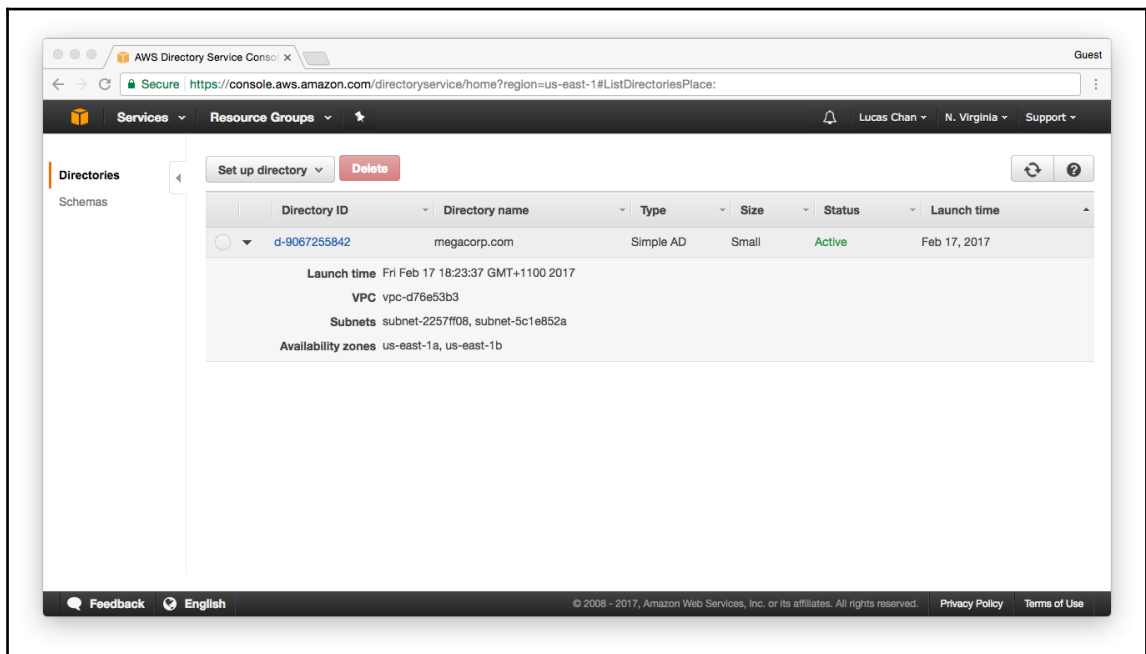 AWS Directory Service Consol
Guest
Secure https://console.aws.amazon.com/directoryservice/home?region=us-east-1#ListDirectoriesPlace:
Services Resource Groups Lucas Chan N. Virginia Support
Directories
Schemas
Set up directory Delete
Directory ID Directory name Type Size Status Launch time
d-9067255842 megacorp.com Simple AD Small Active Feb 17, 2017
Launch time Fri Feb 17 18:23:37 GMT+1100 2017
VPC vpc-d76e53b3
Subnets subnet-2257ff08, subnet-5c1e852a
Availability zones us-east-1a, us-east-1b
Feedback English © 2008 - 2017, Amazon Web Services, Inc. or its affiliates. All rights reserved. Privacy Policy Terms of Use